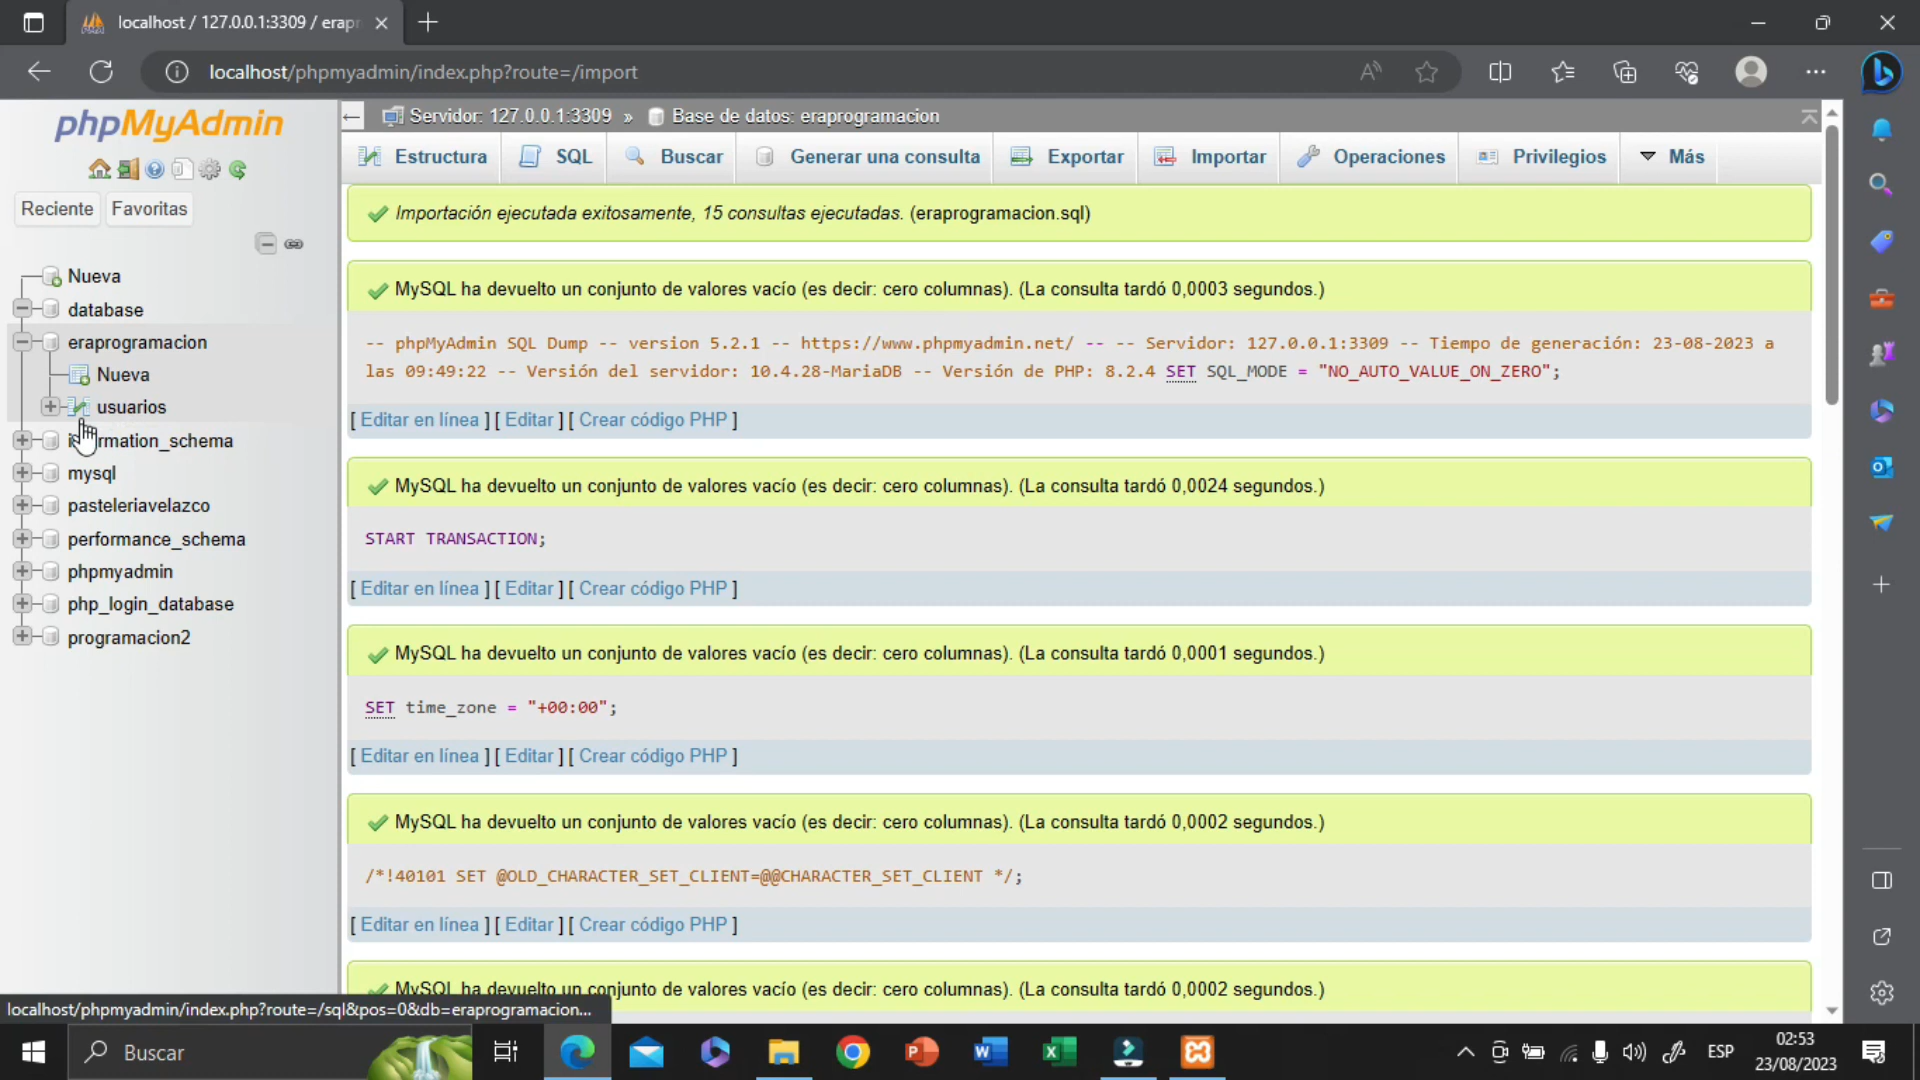 localhost / 127.0.0.1:3309 / erapr
localhost/phpmyadmin/index.php?route=/import
phpMyAdmin
Reciente Favoritas
Nueva
database
eraprogramacion
Nueva
usuarios
information_schema
mysql
pasteleriavelazco
performance_schema
phpmyadmin
php_login_database
programacion2
Servidor: 127.0.0.1:3309 » Base de datos: eraprogramacion
Estructura SQL Buscar Generar una consulta Exportar Importar Operaciones Privilegios Más
Importación ejecutada exitosamente, 15 consultas ejecutadas. (eraprogramacion.sql)
MySQL ha devuelto un conjunto de valores vacío (es decir: cero columnas). (La consulta tardó 0,0003 segundos.)
-- phpMyAdmin SQL Dump -- version 5.2.1 -- https://www.phpmyadmin.net/ -- -- Servidor: 127.0.0.1:3309 -- Tiempo de generación: 23-08-2023 a
las 09:49:22 -- Versión del servidor: 10.4.28-MariaDB -- Versión de PHP: 8.2.4 SET SQL_MODE = "NO_AUTO_VALUE_ON_ZERO";
[ Editar en línea ] [ Editar ] [ Crear código PHP ]
MySQL ha devuelto un conjunto de valores vacío (es decir: cero columnas). (La consulta tardó 0,0024 segundos.)
START TRANSACTION;
[ Editar en línea ] [ Editar ] [ Crear código PHP ]
MySQL ha devuelto un conjunto de valores vacío (es decir: cero columnas). (La consulta tardó 0,0001 segundos.)
SET time_zone = "+00:00";
[ Editar en línea ] [ Editar ] [ Crear código PHP ]
MySQL ha devuelto un conjunto de valores vacío (es decir: cero columnas). (La consulta tardó 0,0002 segundos.)
/*!40101 SET @OLD_CHARACTER_SET_CLIENT=@@CHARACTER_SET_CLIENT */;
[ Editar en línea ] [ Editar ] [ Crear código PHP ]
MySQL ha devuelto un conjunto de valores vacío (es decir: cero columnas). (La consulta tardó 0,0002 segundos.)
localhost/phpmyadmin/index.php?route=/sql&pos=0&db=eraprogramacion...
Buscar
ESP
02:53
23/08/2023